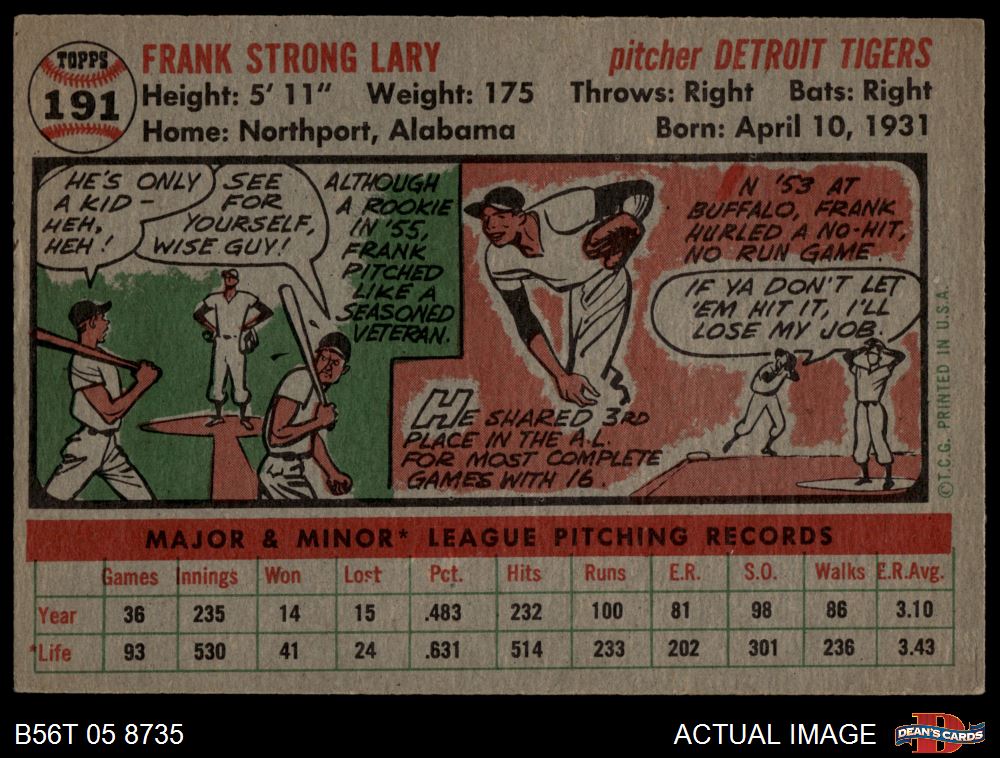 TOPPS
191
FRANK STRONG LARY
pitcher DETROIT TIGERS
Height: 5' 11" Weight: 175 Throws: Right Bats: Right
Home: Northport, Alabama Born: April 10, 1931
HE'S ONLY
A KID -
HEH,
HEH!
SEE
FOR
YOURSELF,
WISE GUY!
ALTHOUGH
A ROOKIE
IN '55,
FRANK
PITCHED
LIKE A
SEASONED
VETERAN.
IN '53 AT
BUFFALO, FRANK
HURLED A NO-HIT,
NO RUN GAME.
IF YA DON'T LET
'EM HIT IT, I'LL
LOSE MY JOB.
HE SHARED 3RD
PLACE IN THE A.L.
FOR MOST COMPLETE
GAMES WITH 16.
©T.C.G. PRINTED IN U.S.A.
MAJOR & MINOR* LEAGUE PITCHING RECORDS
Games Innings Won Lost Pct. Hits Runs E.R. S.O. Walks E.R.Avg.
Year 36 235 14 15 .483 232 100 81 98 86 3.10
*Life 93 530 41 24 .631 514 233 202 301 236 3.43
B56T 05 8735
ACTUAL IMAGE
DEAN'S CARDS